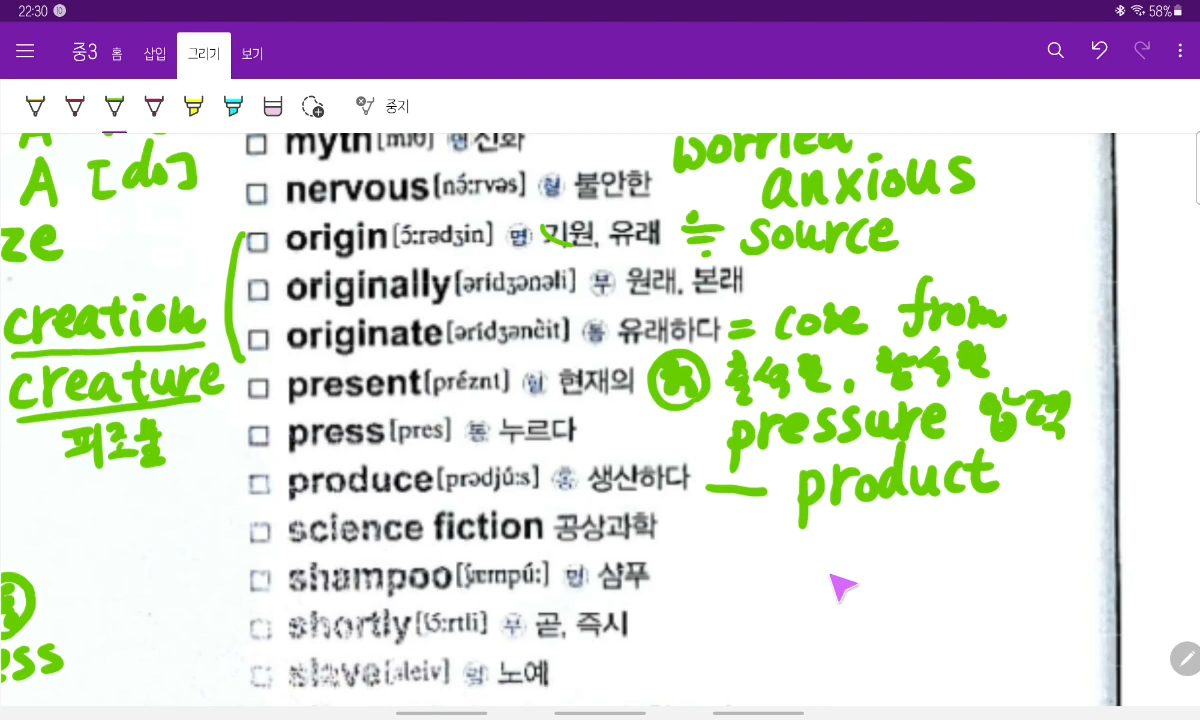 22:30
58%
중3 홈 삽입 그리기 보기
중지
A [do]
ze
creation
creature
피조물
ess
myth 명 신화
worried
nervous[nə́ːrvəs] 형 불안한
anxious
origin[ɔ́ːrədʒin] 명 기원, 유래 ≒ source
originally[ərídʒənəli] 부 원래, 본래
originate[ərídʒənèit] 동 유래하다 = come from
present[préznt] 형 현재의 출석한, 참석한
press[pres] 동 누르다 pressure 압력
produce[prədjúːs] 동 생산하다 — product
science fiction 공상과학
shampoo[ʃæmpúː] 명 샴푸
shortly[ʃɔ́ːrtli] 부 곧, 즉시
slave[sleiv] 명 노예